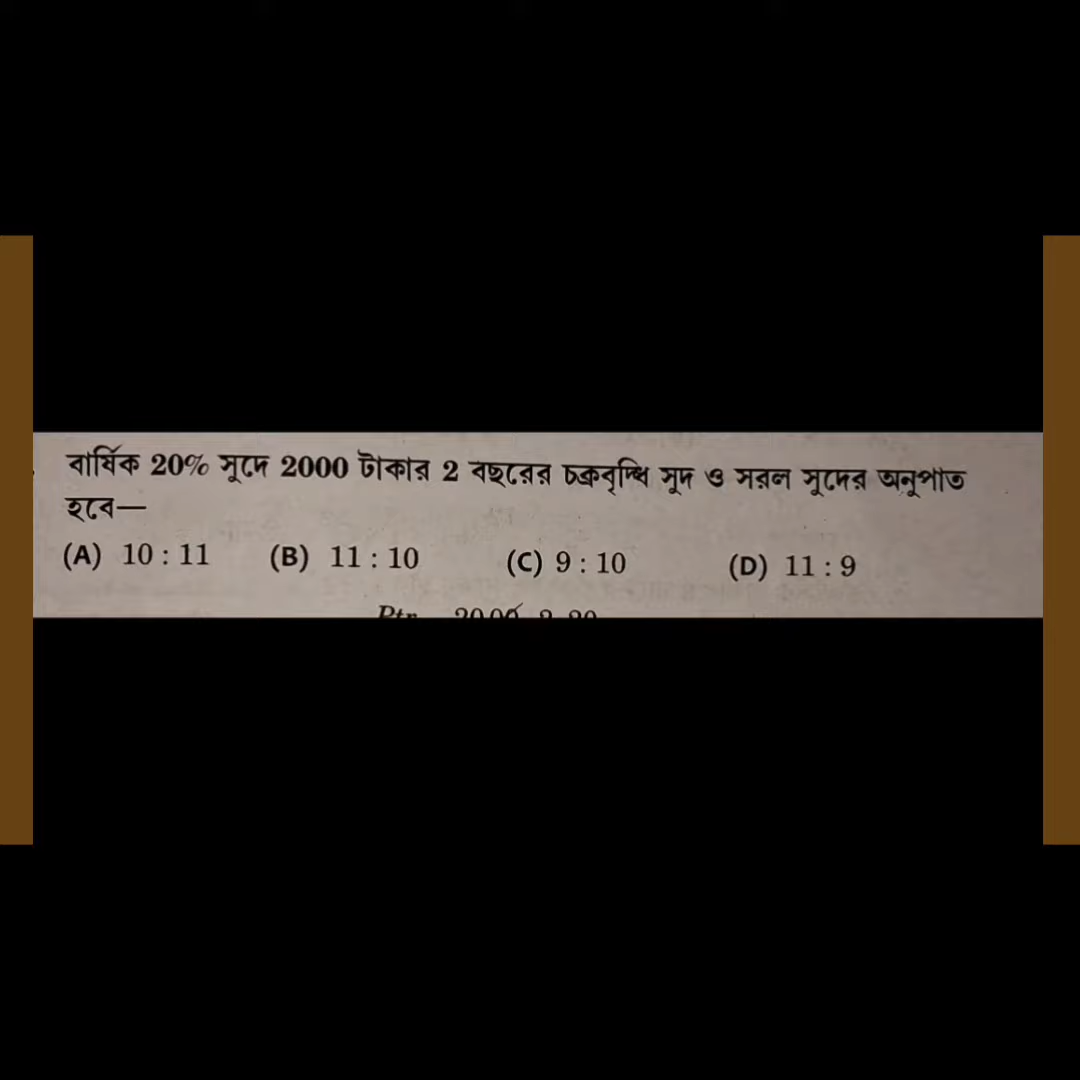 বার্ষিক 20% সুদে 2000 টাকার 2 বছরের চক্রবৃদ্ধি সুদ ও সরল সুদের অনুপাত
হবে—
(A) 10 : 11 (B) 11 : 10 (C) 9 : 10 (D) 11 : 9